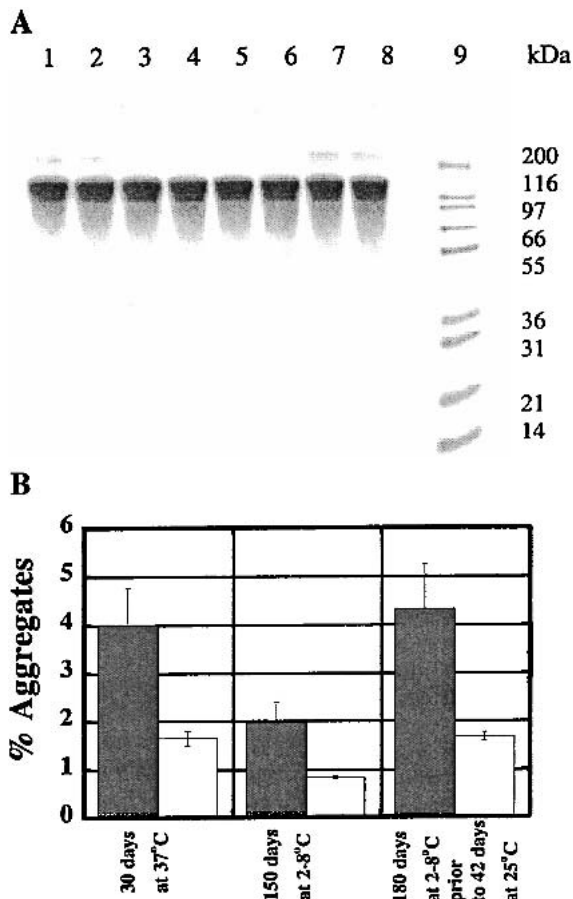 A
1 2 3 4 5 6 7 8 9 kDa
200
116
97
66
55
36
31
21
14
B
% Aggregates
6
5
4
3
2
1
0
30 days
at 37°C
150 days
at 2-8°C
180 days
at 2-8°C
prior
to 42 days
at 25°C